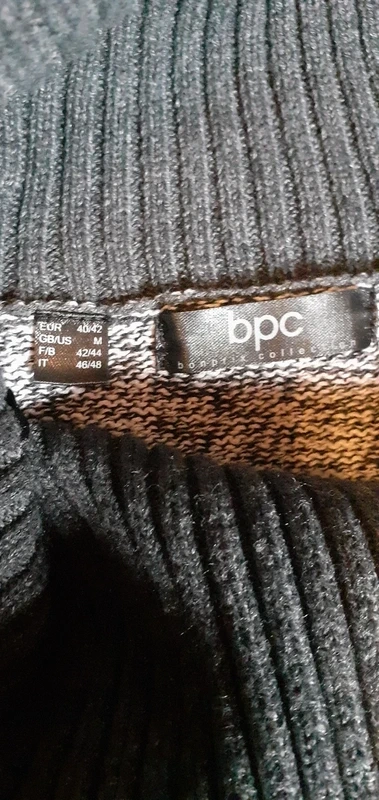 EUR 40/42
GB/US M
F/B 42/44
IT 46/48
bpc
bonprix collection